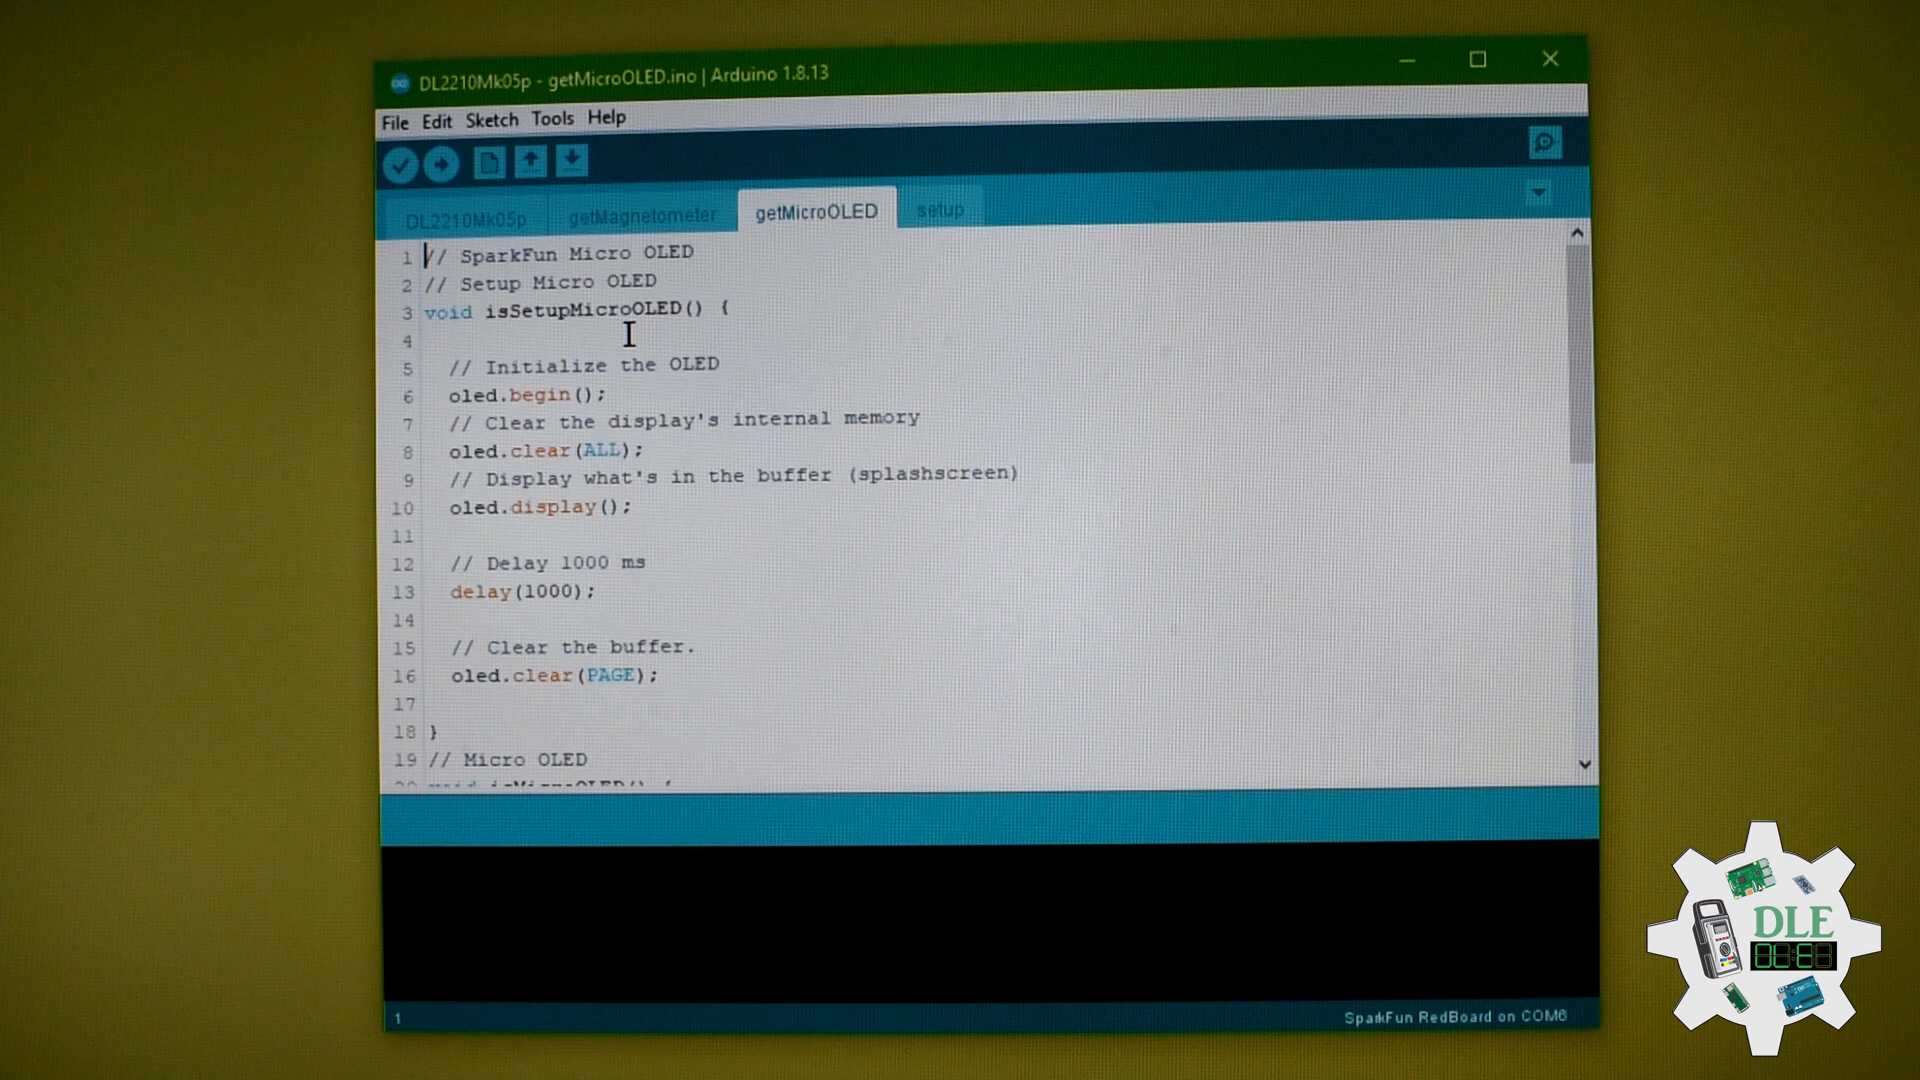 DL2210Mk05p - getMicroOLED.ino | Arduino 1.8.13
File Edit Sketch Tools Help
DL2210Mk05p getMagnetometer getMicroOLED setup
1 // SparkFun Micro OLED
2 // Setup Micro OLED
3 void isSetupMicroOLED() {
4
5 // Initialize the OLED
6 oled.begin();
7 // Clear the display's internal memory
8 oled.clear(ALL);
9 // Display what's in the buffer (splashscreen)
10 oled.display();
11
12 // Delay 1000 ms
13 delay(1000);
14
15 // Clear the buffer.
16 oled.clear(PAGE);
17
18 }
19 // Micro OLED
1
SparkFun RedBoard on COM6
DLE